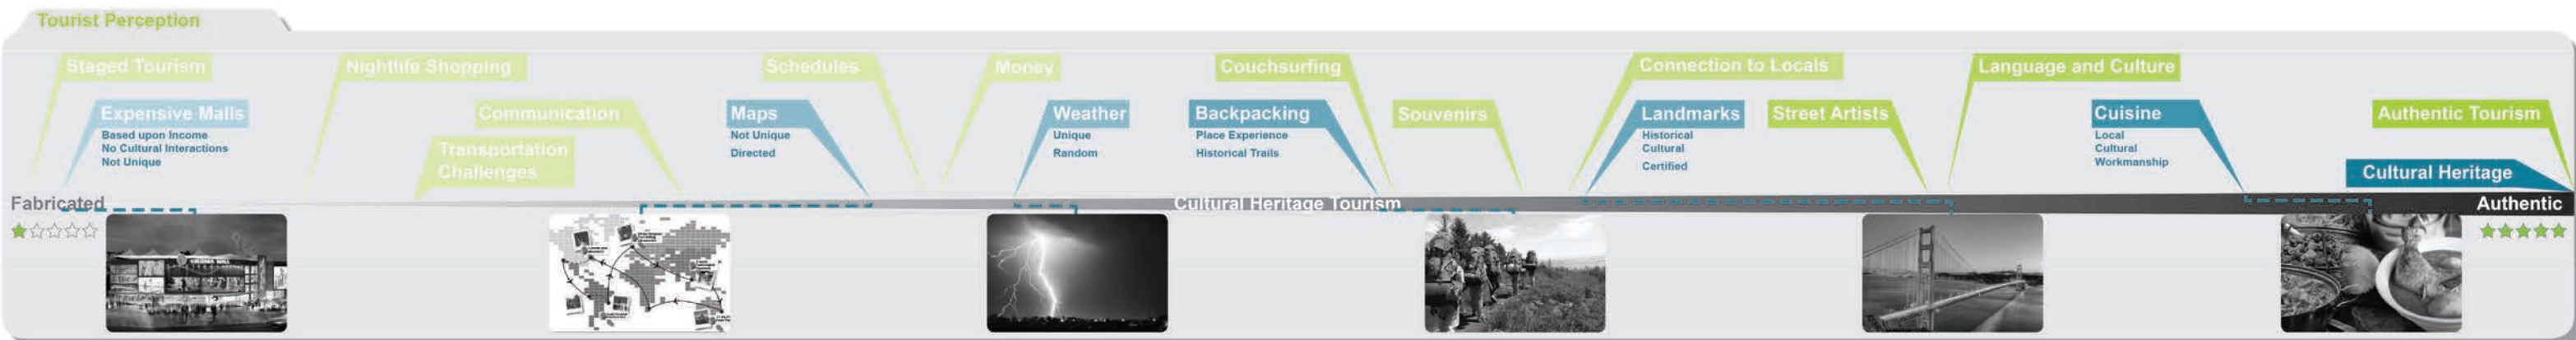 Tourist Perception
Staged Tourism
Nightlife Shopping
Schedules
Money
Couchsurfing
Connection to Locals
Language and Culture
Expensive Malls
Based upon Income
No Cultural Interactions
Not Unique
Communication
Transportation
Challenges
Maps
Not Unique
Directed
Weather
Unique
Random
Backpacking
Place Experience
Historical Trails
Souvenirs
Landmarks
Historical
Cultural
Certified
Street Artists
Cuisine
Local
Cultural
Workmanship
Authentic Tourism
Cultural Heritage
Fabricated
Cultural Heritage Tourism
Authentic